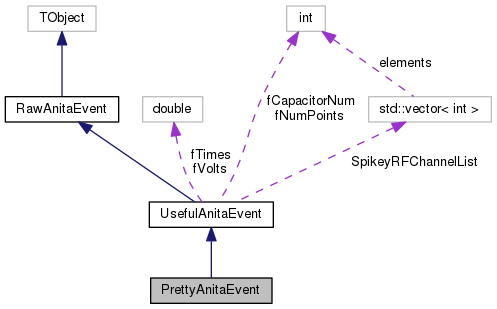 TObject
int
elements
RawAnitaEvent
double
fCapacitorNum
fNumPoints
std::vector< int >
fTimes
fVolts
SpikeyRFChannelList
UsefulAnitaEvent
PrettyAnitaEvent